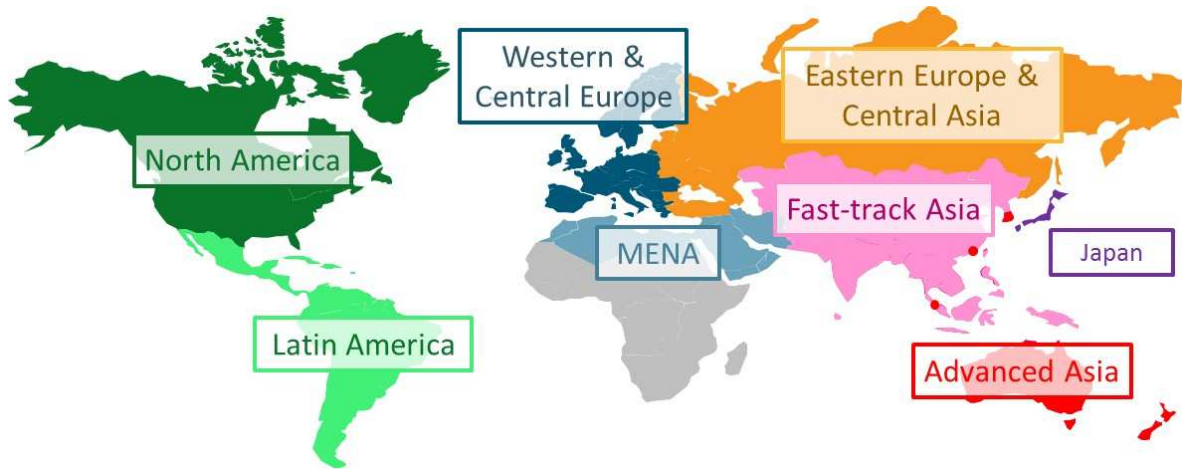 Western &
Central Europe
Eastern Europe &
Central Asia
North America
Fast-track Asia
MENA
Japan
Latin America
Advanced Asia